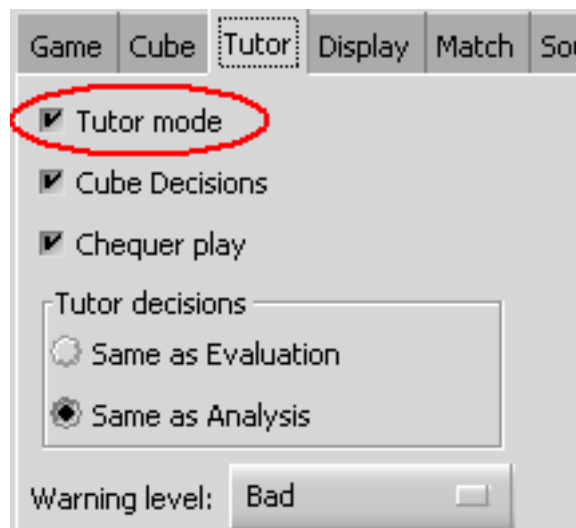 Game Cube Tutor Display Match
Tutor mode
Cube Decisions
Chequer play
Tutor decisions
Same as Evaluation
Same as Analysis
Warning level: Bad